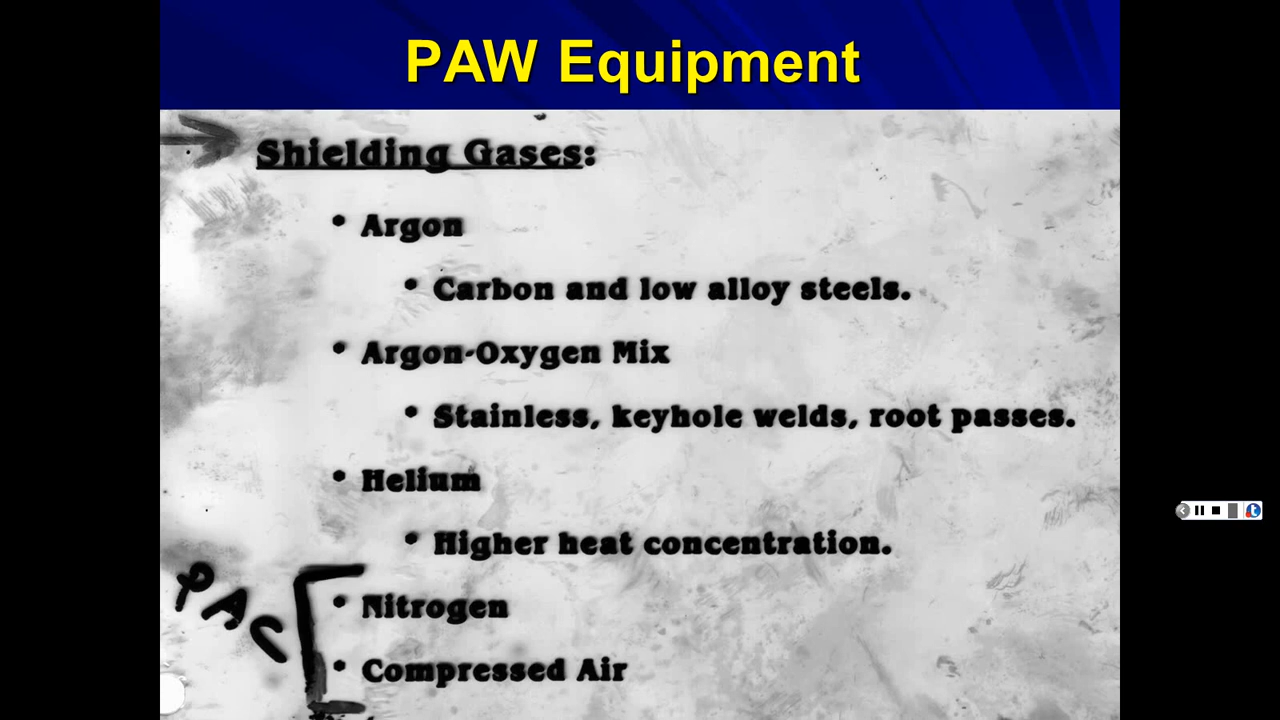 PAW Equipment
Shielding Gases:
• Argon
• Carbon and low alloy steels.
• Argon-Oxygen Mix
• Stainless, keyhole welds, root passes.
• Helium
• Higher heat concentration.
PAC
• Nitrogen
• Compressed Air